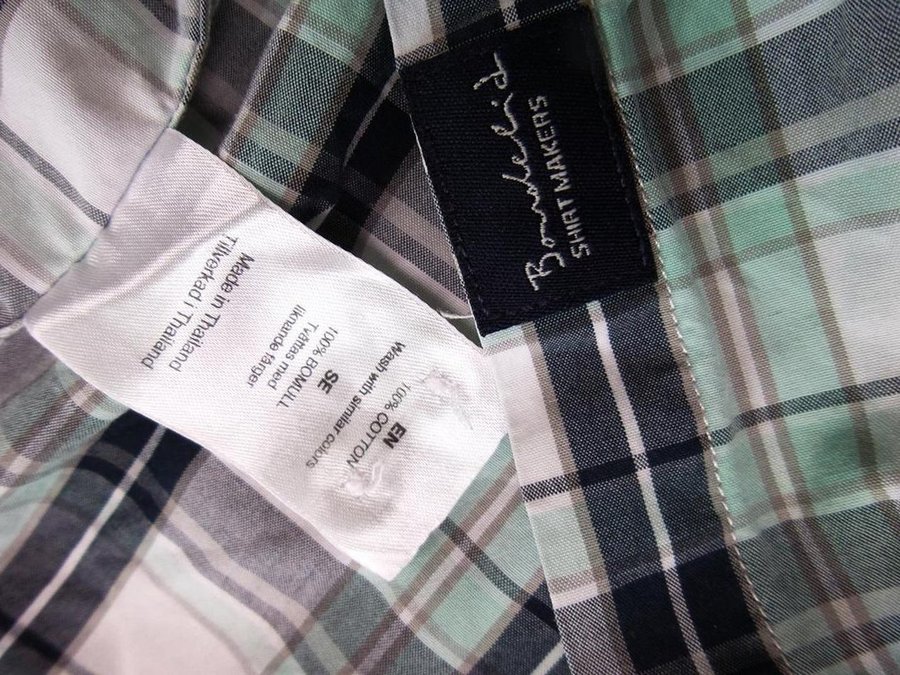 Bondelid
SHIRT MAKERS
EN
100% COTTON
Wash with similar colors
SE
100% BOMULL
Tvättas med
liknande färger
Made in Thailand
Tillverkad i Thailand